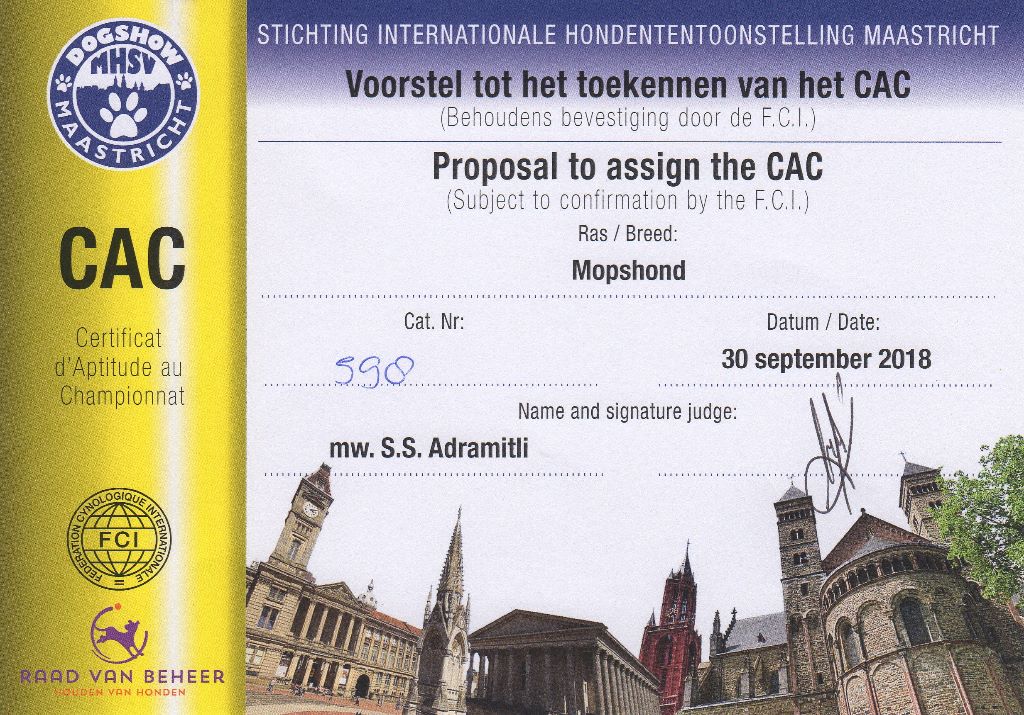 DOGSHOW
MHSV
MAASTRICHT
CAC
Certificat
d'Aptitude au
Championnat
FEDERATION CYNOLOGIQUE INTERNATIONALE
FCI
RAAD VAN BEHEER
HOUDEN VAN HONDEN
STICHTING INTERNATIONALE HONDENTENTOONSTELLING MAASTRICHT
Voorstel tot het toekennen van het CAC
(Behoudens bevestiging door de F.C.I.)
Proposal to assign the CAC
(Subject to confirmation by the F.C.I.)
Ras / Breed:
Mopshond
Cat. Nr:
598
Datum / Date:
30 september 2018
Name and signature judge:
mw. S.S. Adramitli